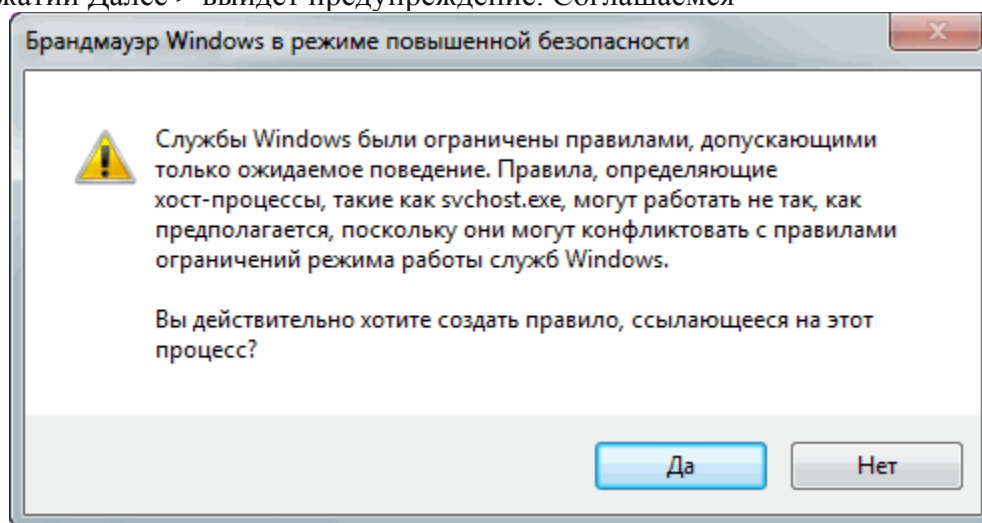 жатии Далее > выйдет предупреждение. Соглашаемся
Брандмауэр Windows в режиме повышенной безопасности
Службы Windows были ограничены правилами, допускающими
только ожидаемое поведение. Правила, определяющие
хост-процессы, такие как svchost.exe, могут работать не так, как
предполагается, поскольку они могут конфликтовать с правилами
ограничений режима работы служб Windows.
Вы действительно хотите создать правило, ссылающееся на этот
процесс?
Да Нет